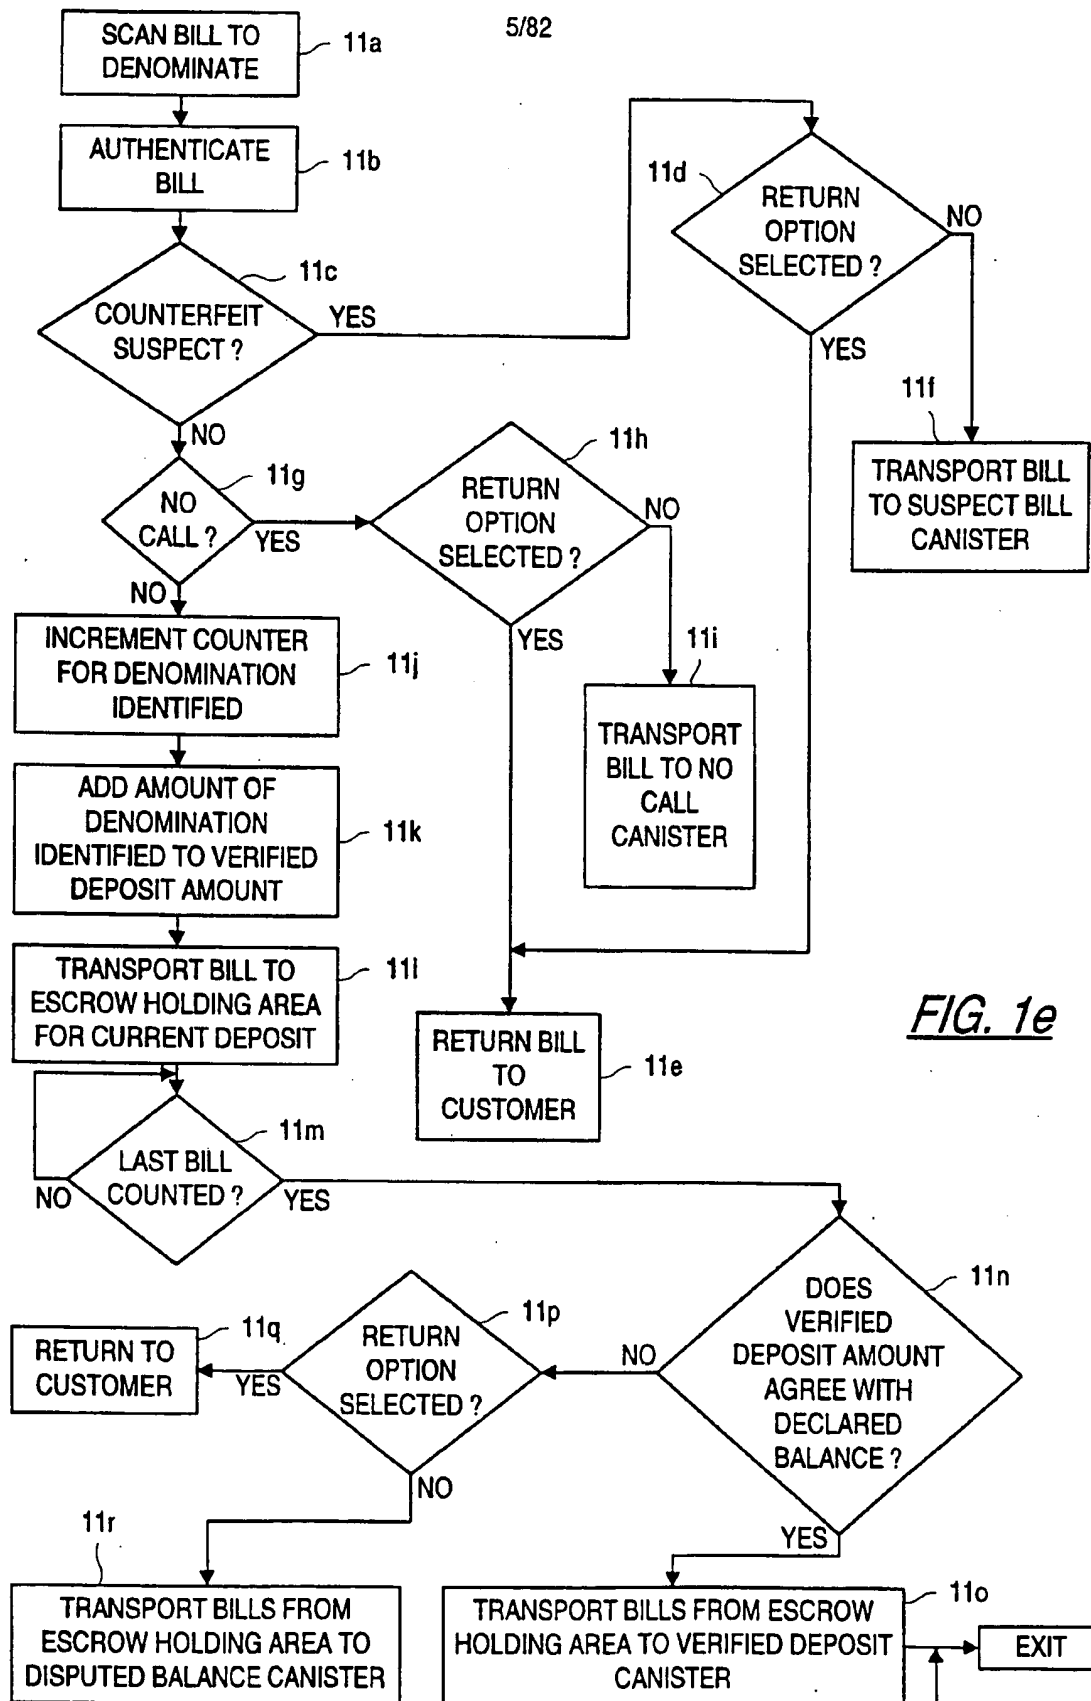 5/82
SCAN BILL TO
DENOMINATE
11a
AUTHENTICATE
BILL
11b
COUNTERFEIT
SUSPECT ?
11c
YES
NO
RETURN
OPTION
SELECTED ?
11d
NO
YES
11f
TRANSPORT BILL
TO SUSPECT BILL
CANISTER
NO
CALL ?
11g
YES
NO
RETURN
OPTION
SELECTED ?
11h
NO
YES
11i
TRANSPORT
BILL TO NO
CALL
CANISTER
INCREMENT COUNTER
FOR DENOMINATION
IDENTIFIED
11j
ADD AMOUNT OF
DENOMINATION
IDENTIFIED TO VERIFIED
DEPOSIT AMOUNT
11k
TRANSPORT BILL TO
ESCROW HOLDING AREA
FOR CURRENT DEPOSIT
11l
RETURN BILL
TO
CUSTOMER
11e
FIG. 1e
LAST BILL
COUNTED ?
11m
NO
YES
DOES
VERIFIED
DEPOSIT AMOUNT
AGREE WITH
DECLARED
BALANCE ?
11n
NO
YES
RETURN
OPTION
SELECTED ?
11p
YES
NO
RETURN TO
CUSTOMER
11q
11r
TRANSPORT BILLS FROM
ESCROW HOLDING AREA TO
DISPUTED BALANCE CANISTER
TRANSPORT BILLS FROM ESCROW
HOLDING AREA TO VERIFIED DEPOSIT
CANISTER
11o
EXIT